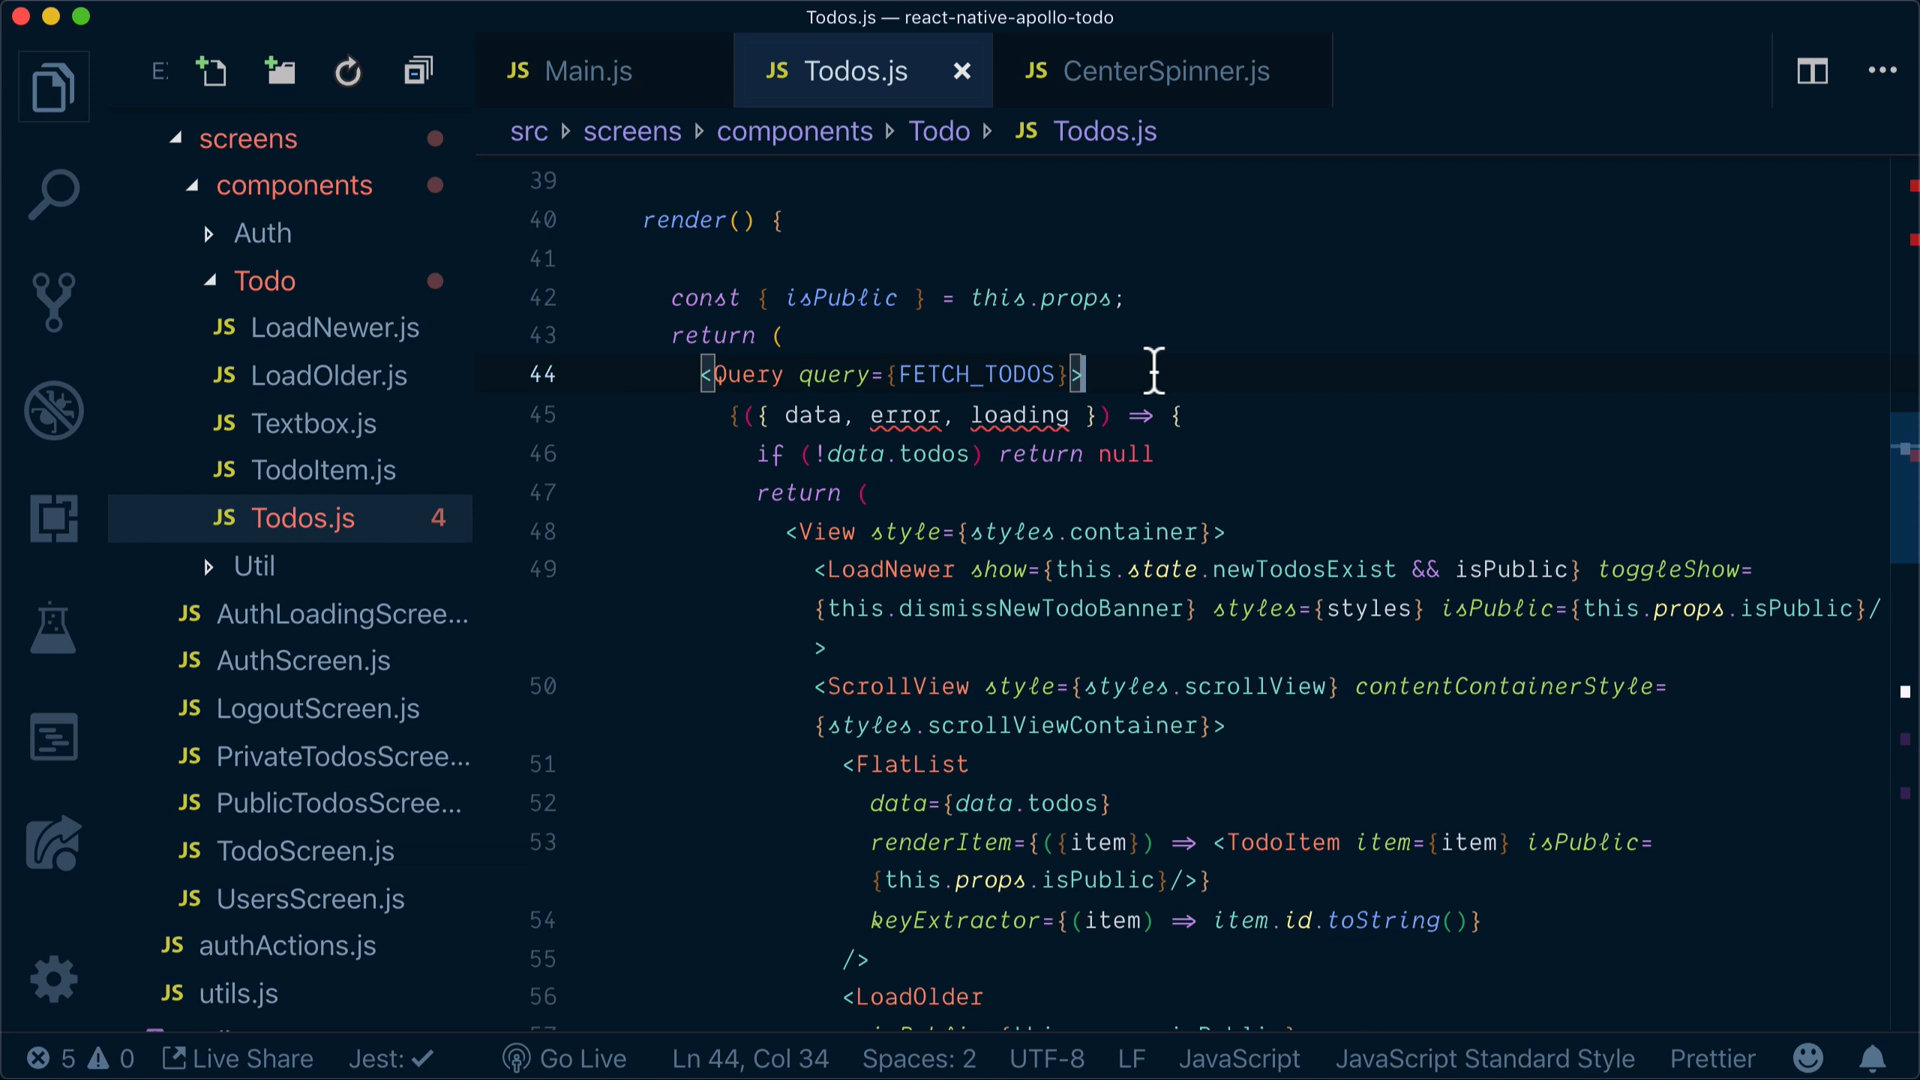 Todos.js — react-native-apollo-todo
E:
JS Main.js
JS Todos.js
JS CenterSpinner.js
src screens components Todo JS Todos.js
screens
components
Auth
Todo
JS LoadNewer.js
JS LoadOlder.js
JS Textbox.js
JS TodoItem.js
JS Todos.js 4
Util
JS AuthLoadingScree...
JS AuthScreen.js
JS LogoutScreen.js
JS PrivateTodosScree...
JS PublicTodosScree...
JS TodoScreen.js
JS UsersScreen.js
JS authActions.js
JS utils.js
39
40 render() {
41
42 const { isPublic } = this.props;
43 return (
44 <Query query={FETCH_TODOS}>
45 {({ data, error, loading }) => {
46 if (!data.todos) return null
47 return (
48 <View style={styles.container}>
49 <LoadNewer show={this.state.newTodosExist && isPublic} toggleShow=
{this.dismissNewTodoBanner} styles={styles} isPublic={this.props.isPublic}/
>
50 <ScrollView style={styles.scrollView} contentContainerStyle=
{styles.scrollViewContainer}>
51 <FlatList
52 data={data.todos}
53 renderItem={({item}) => <TodoItem item={item} isPublic=
{this.props.isPublic}/>}
54 keyExtractor={(item) => item.id.toString()}
55 />
56 <LoadOlder
5 0 Live Share Jest: Go Live Ln 44, Col 34 Spaces: 2 UTF-8 LF JavaScript JavaScript Standard Style Prettier